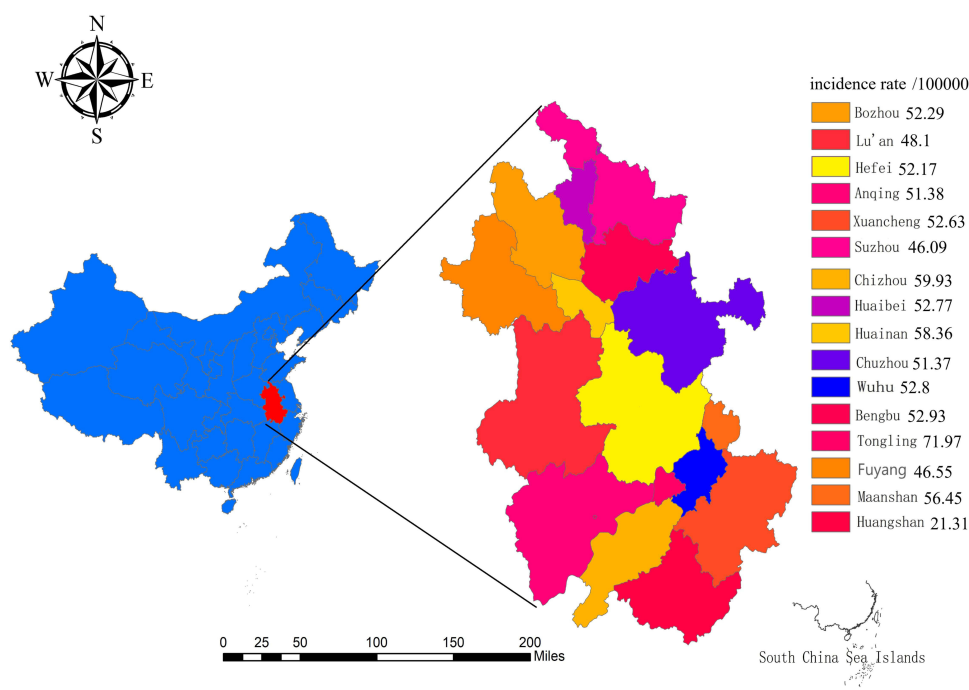 N
W E
S
incidence rate /100000
Bozhou 52.29
Lu'an 48.1
Hefei 52.17
Anqing 51.38
Xuancheng 52.63
Suzhou 46.09
Chizhou 59.93
Huaibei 52.77
Huainan 58.36
Chuzhou 51.37
Wuhu 52.8
Bengbu 52.93
Tongling 71.97
Fuyang 46.55
Maanshan 56.45
Huangshan 21.31
0 25 50 100 150 200
Miles
South China Sea Islands